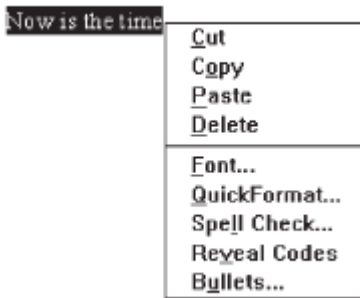 Now is the time
Cut
Copy
Paste
Delete
Font...
QuickFormat...
Spell Check...
Reveal Codes
Bullets...